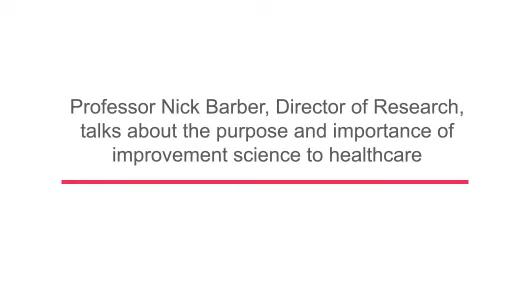 Professor Nick Barber, Director of Research,
talks about the purpose and importance of
improvement science to healthcare